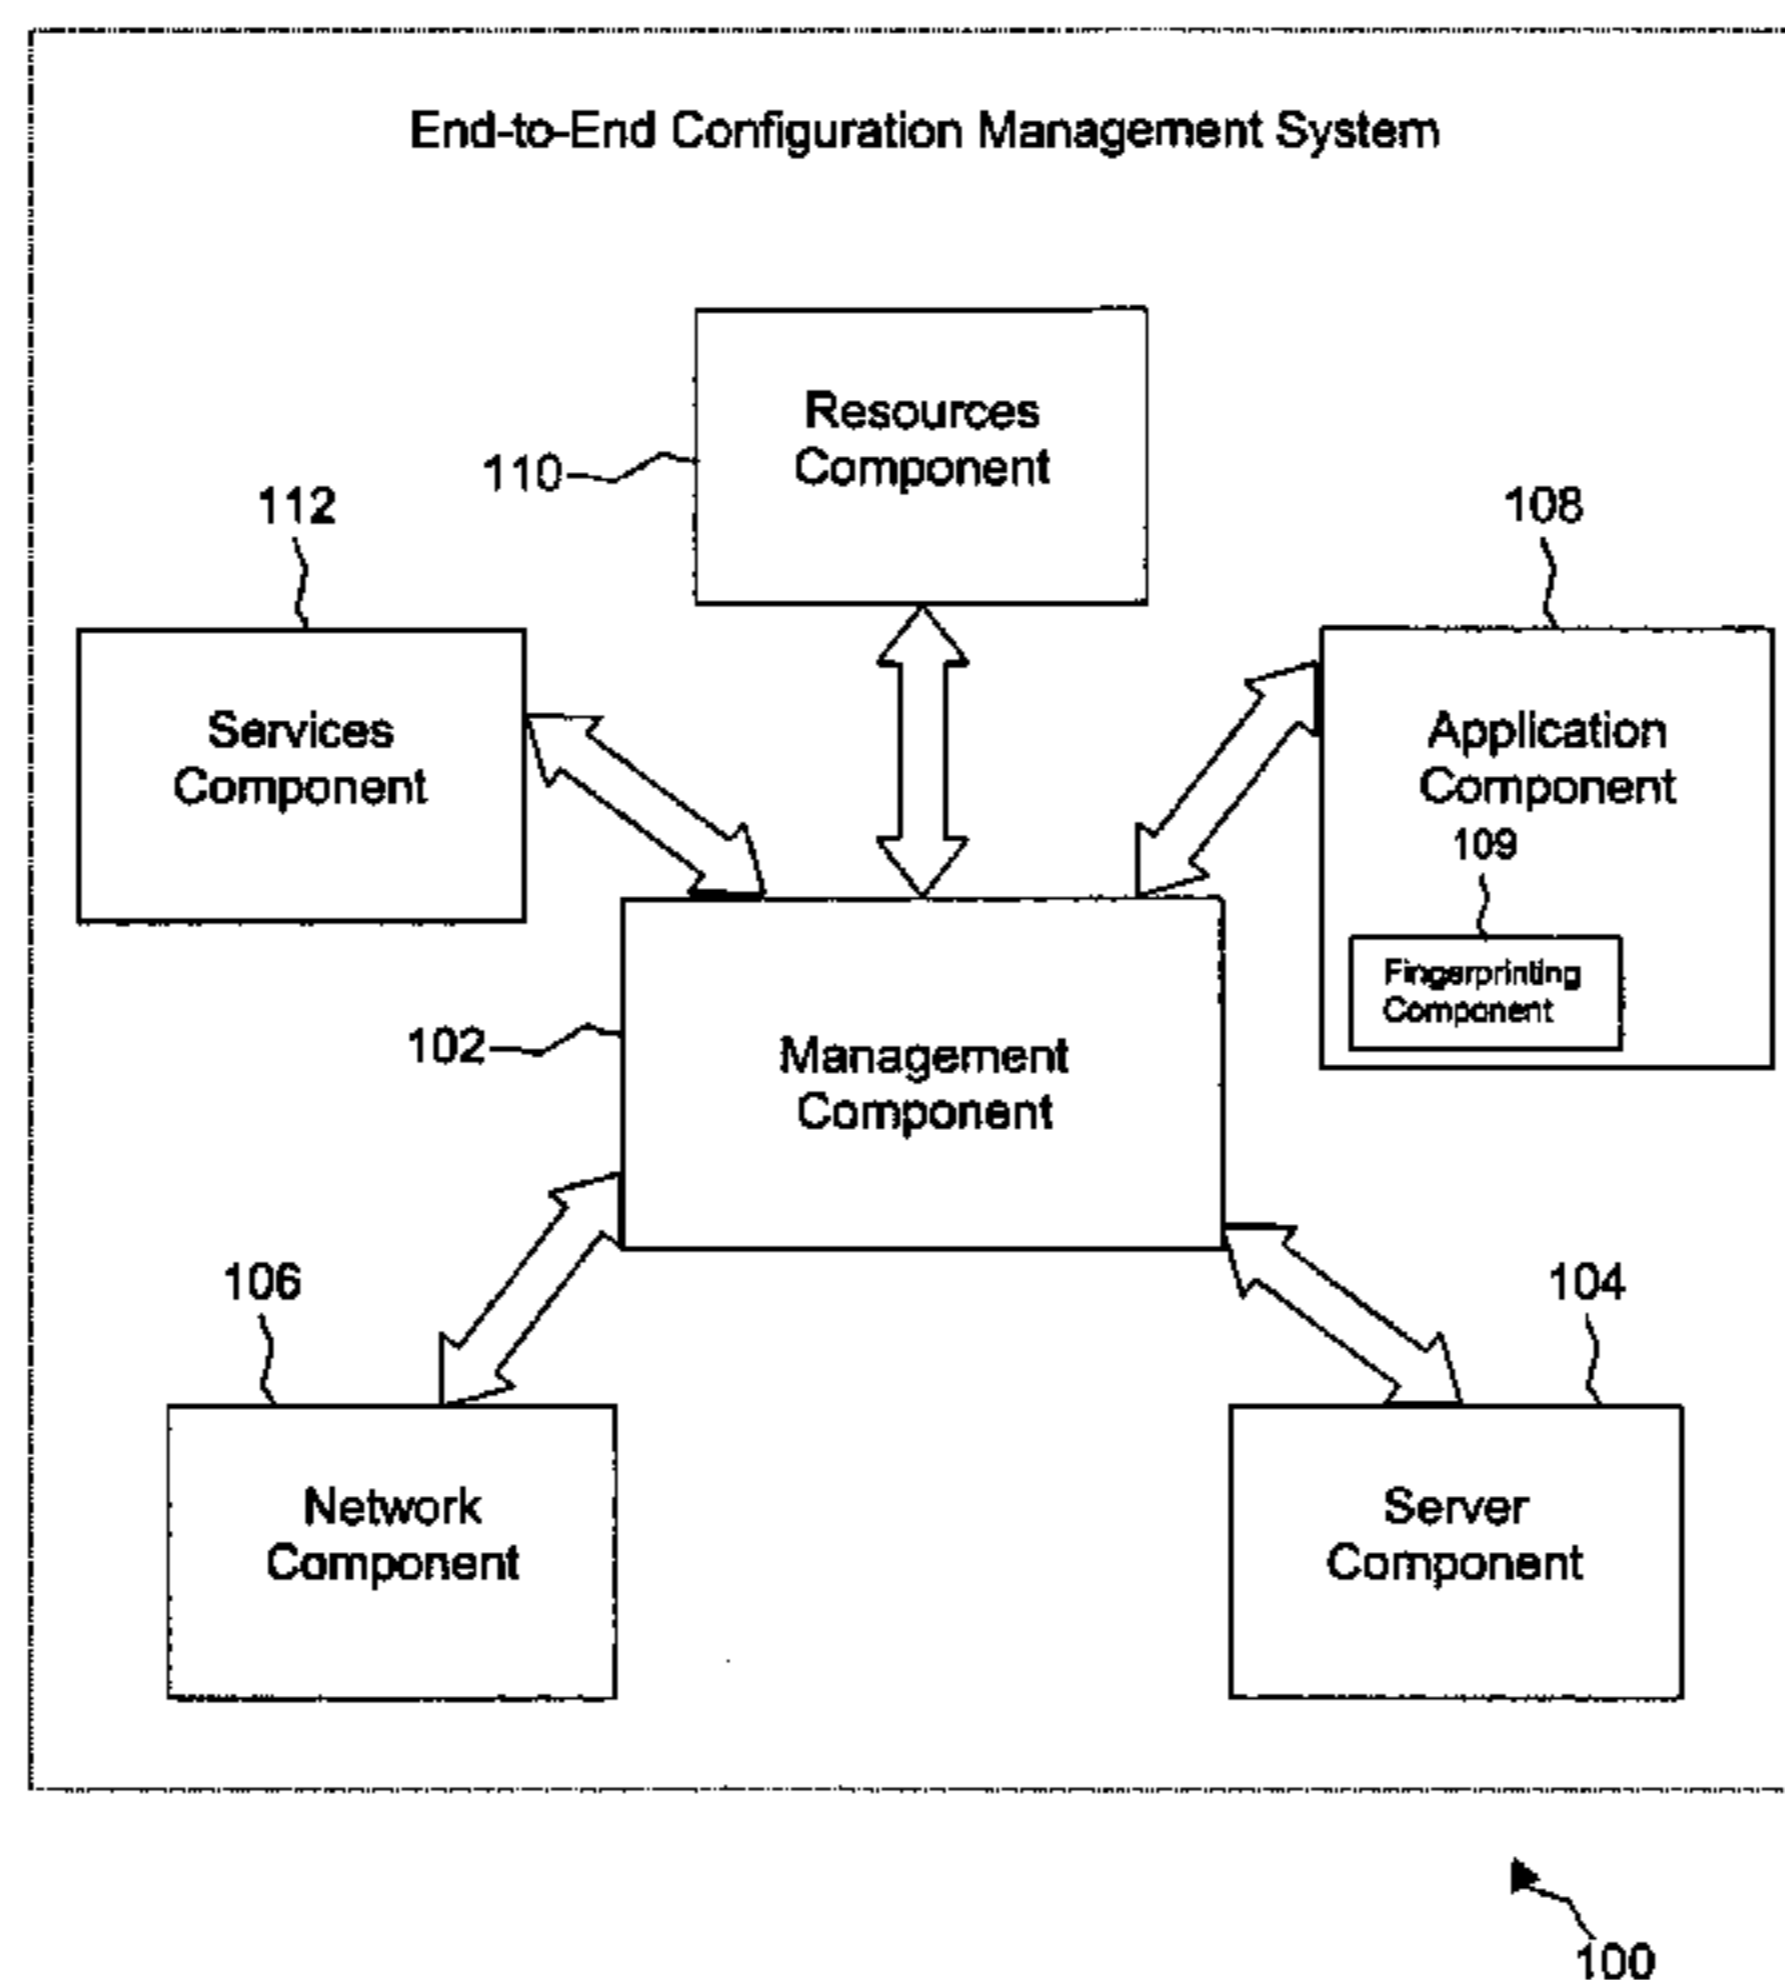 End-to-End Configuration Management System
Resources
Component
110
112
108
Services
Component
Application
Component
109
Fingerprinting
Component
102
Management
Component
106
104
Network
Component
Server
Component
100